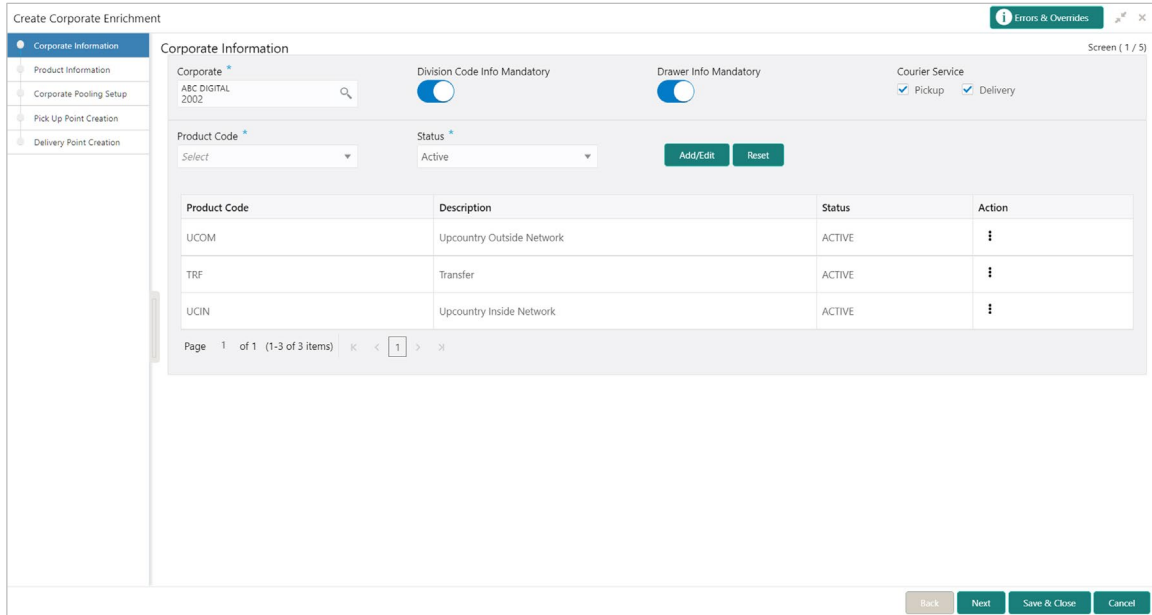 Create Corporate Enrichment
Errors & Overrides
Corporate Information
Product Information
Corporate Pooling Setup
Pick Up Point Creation
Delivery Point Creation
Corporate Information
Screen ( 1 / 5)
Corporate *
ABC DIGITAL
2002
Division Code Info Mandatory
Drawer Info Mandatory
Courier Service
Pickup Delivery
Product Code *
Select
Status *
Active
Add/Edit Reset
Product Code Description Status Action
UCOM Upcountry Outside Network ACTIVE
TRF Transfer ACTIVE
UCIN Upcountry Inside Network ACTIVE
Page 1 of 1 (1-3 of 3 items) 1
Back Next Save & Close Cancel